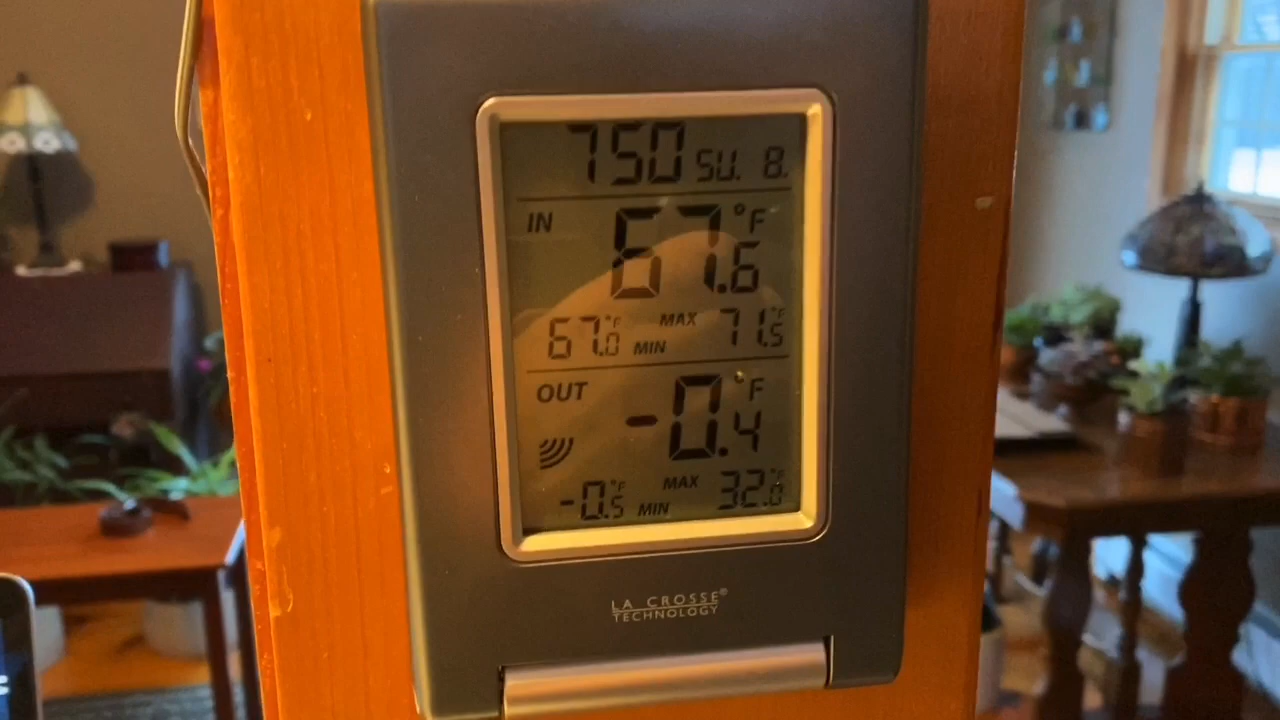 750 SU. 8.
IN 67.6 °F
67.0 °F MIN MAX 71.5 °F
OUT -0.4 °F
-0.5 °F MIN MAX 32.0 °F
LA CROSSE®
TECHNOLOGY